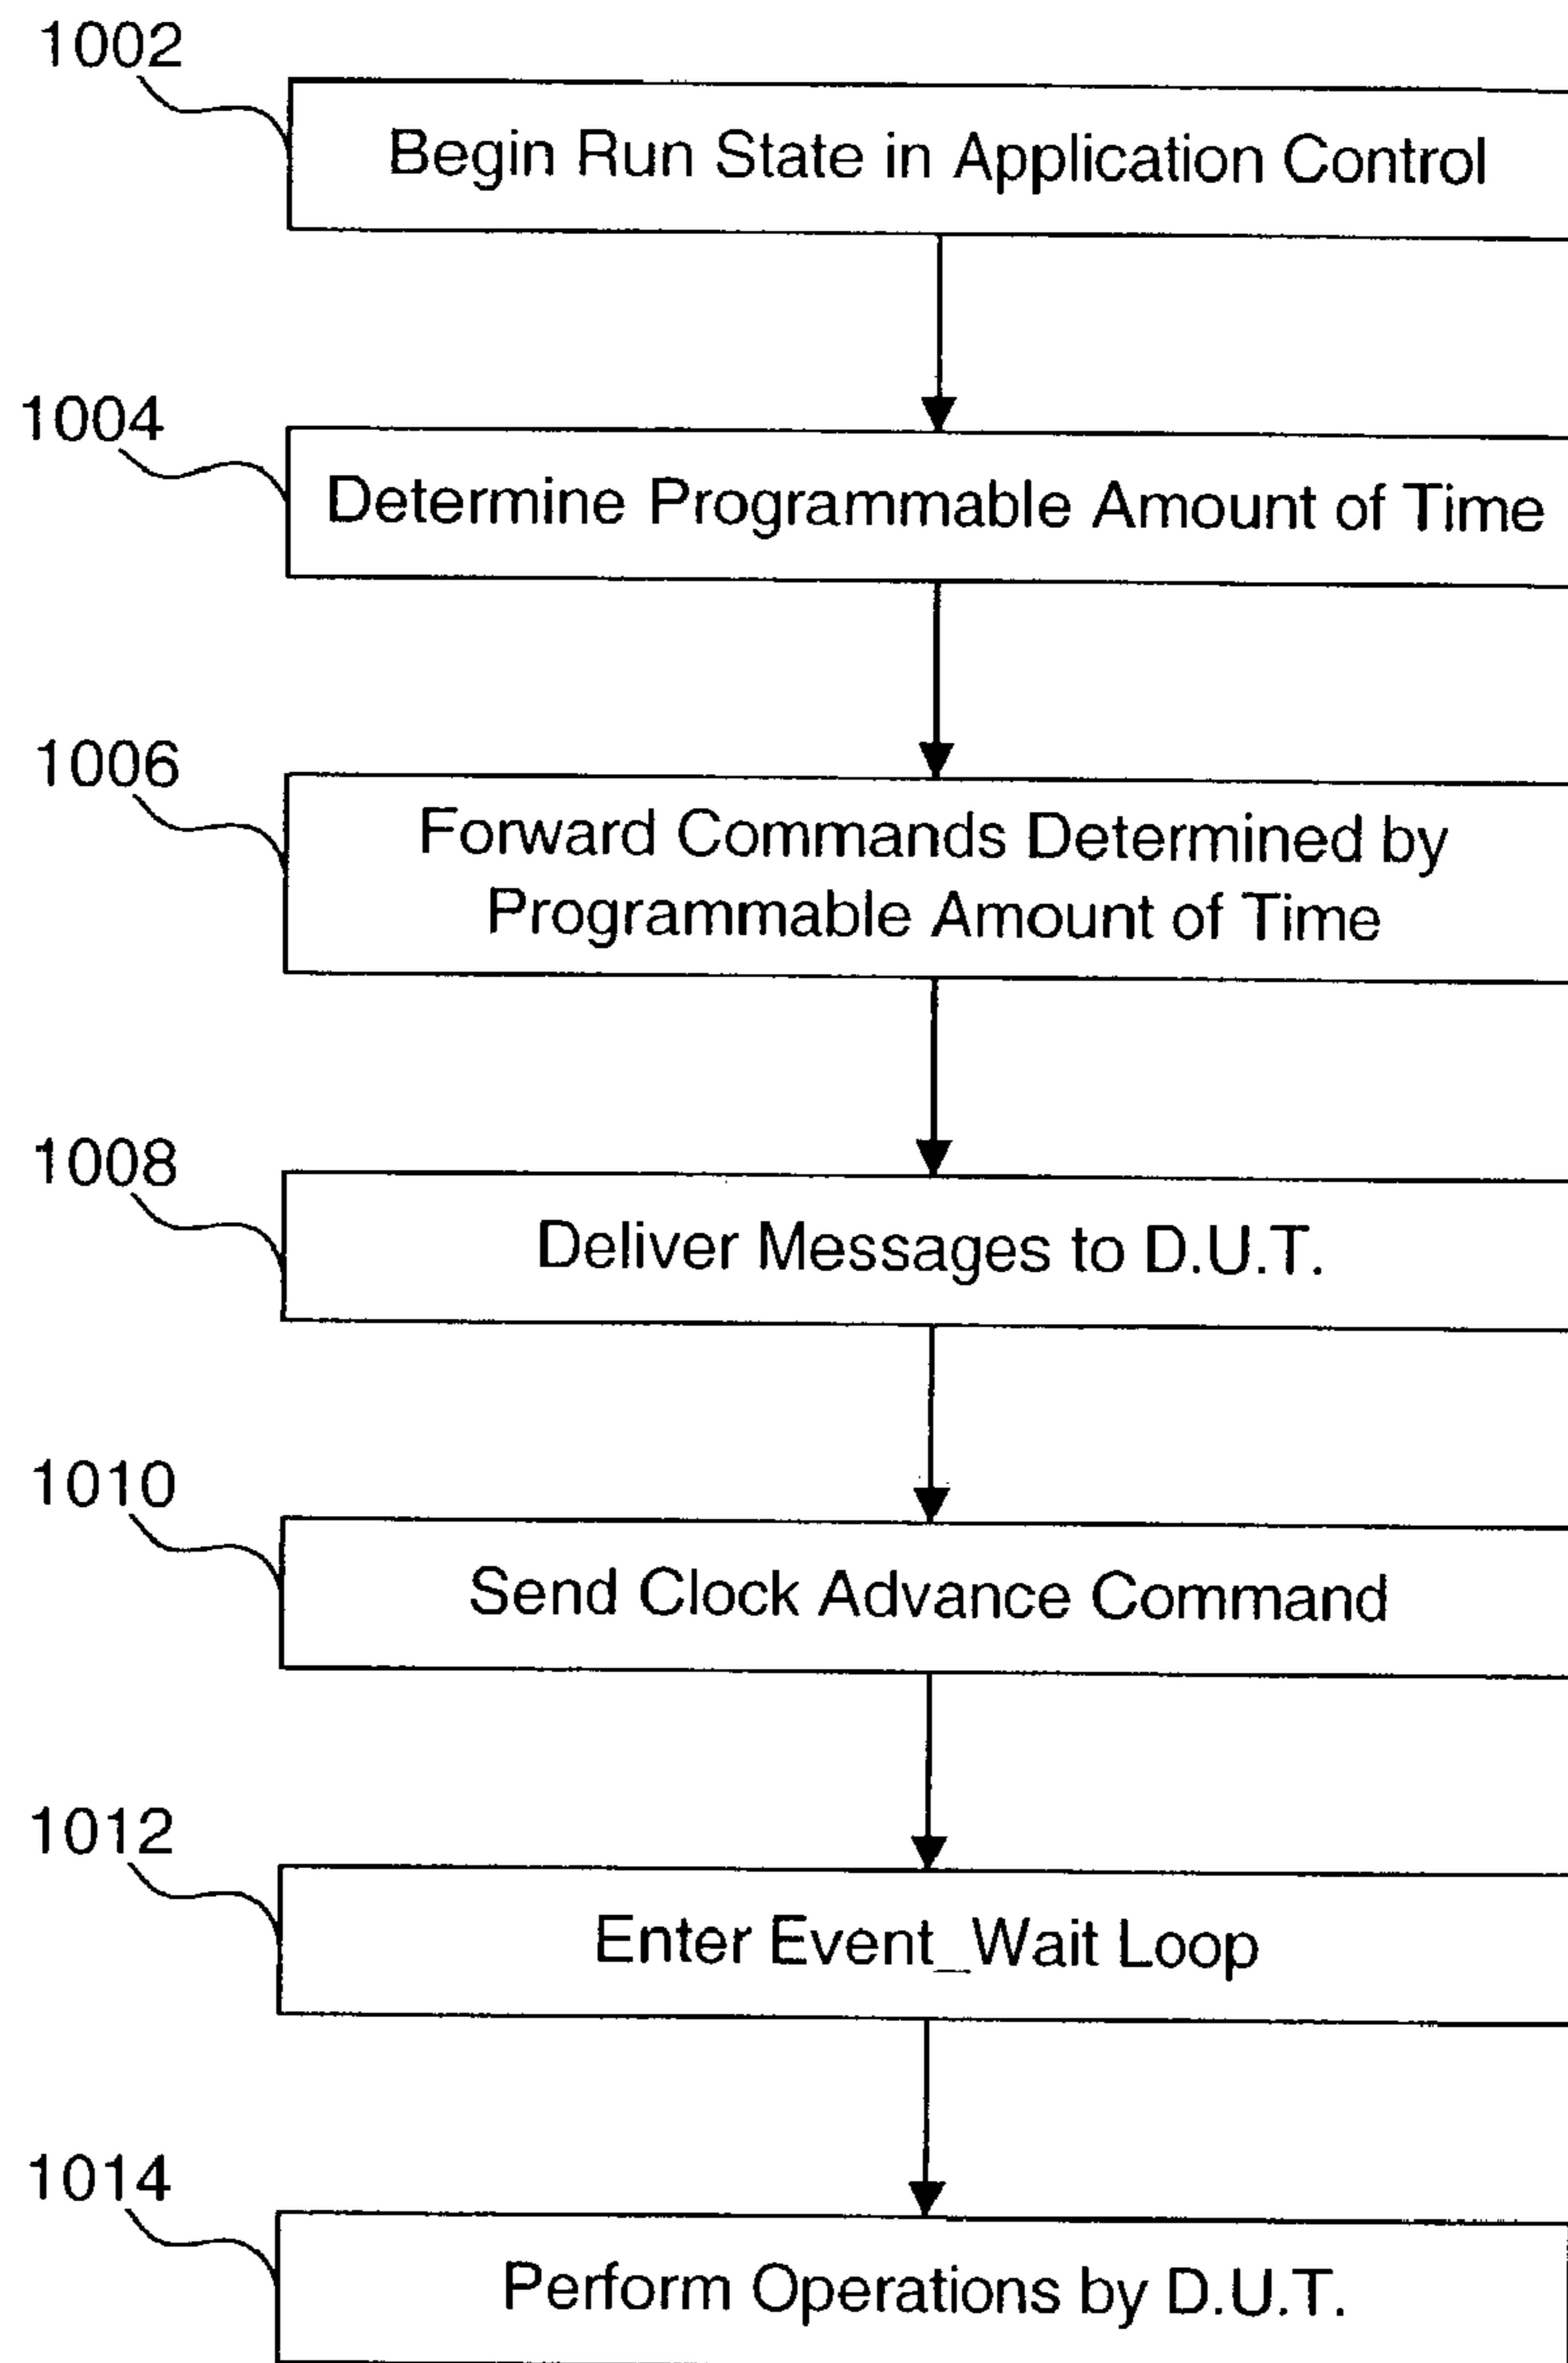 1002
Begin Run State in Application Control
1004
Determine Programmable Amount of Time
1006
Forward Commands Determined by
Programmable Amount of Time
1008
Deliver Messages to D.U.T.
1010
Send Clock Advance Command
1012
Enter Event_Wait Loop
1014
Perform Operations by D.U.T.